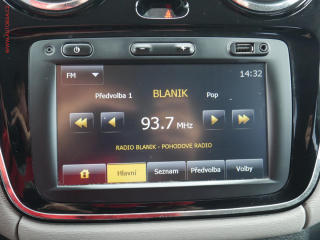 FM
14:32
Předvolba 1
BLANIK
Pop
93.7 MHz
RADIO BLANIK - POHODOVE RADIO
Hlavní
Seznam
Předvolba
Volby